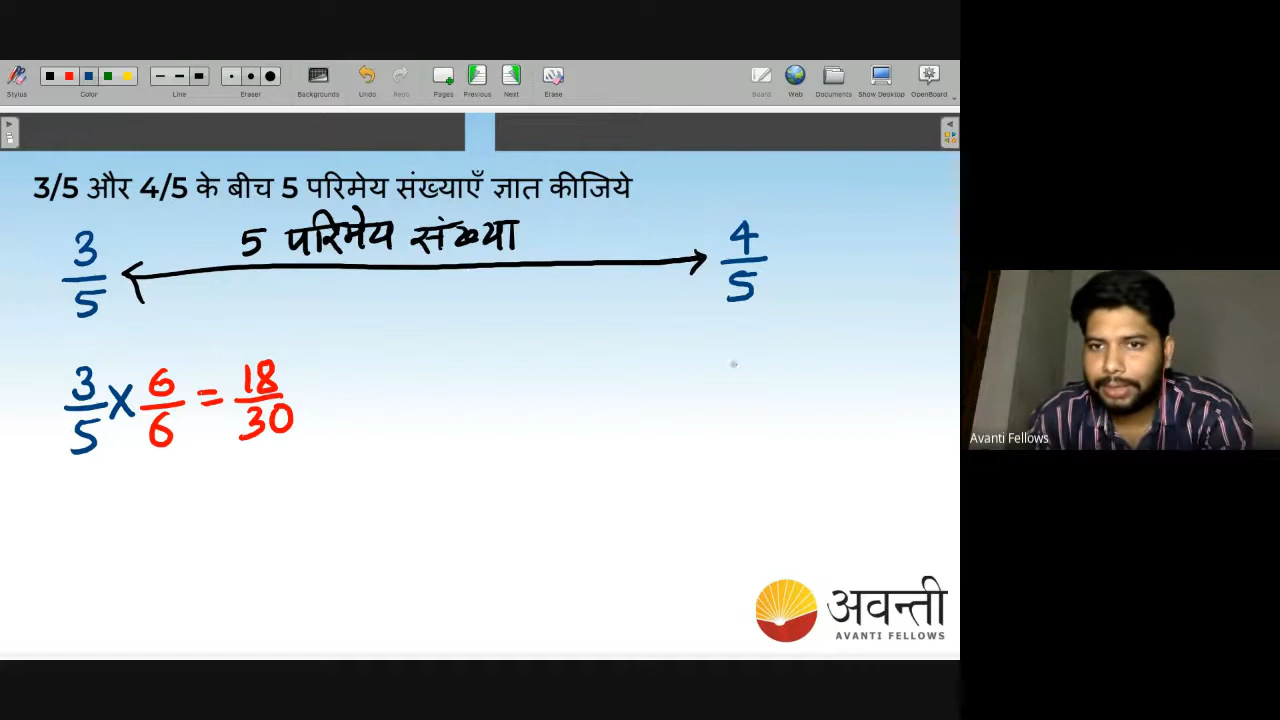 Stylus Color Line Eraser Backgrounds Undo Redo Pages Previous Next Erase Board Web Documents Show Desktop OpenBoard
3/5 और 4/5 के बीच 5 परिमेय संख्याएँ ज्ञात कीजिये
3/5 5 परिमेय संख्या 4/5
3/5 X 6/6 = 18/30
Avanti Fellows
अवन्ती
AVANTI FELLOWS